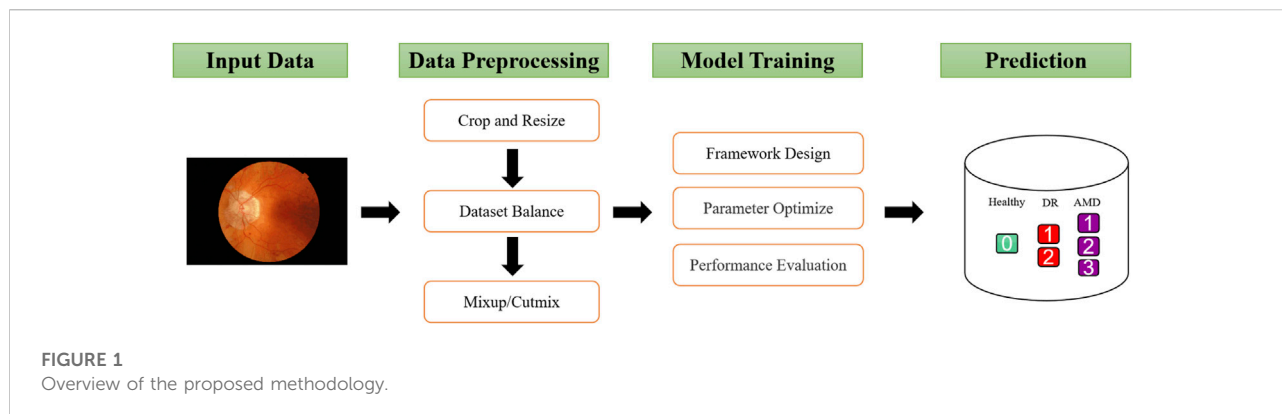 Input Data
Data Preprocessing
Model Training
Prediction
Crop and Resize
Dataset Balance
Mixup/Cutmix
Framework Design
Parameter Optimize
Performance Evaluation
Healthy DR AMD
0
1
2
1
2
3
FIGURE 1
Overview of the proposed methodology.